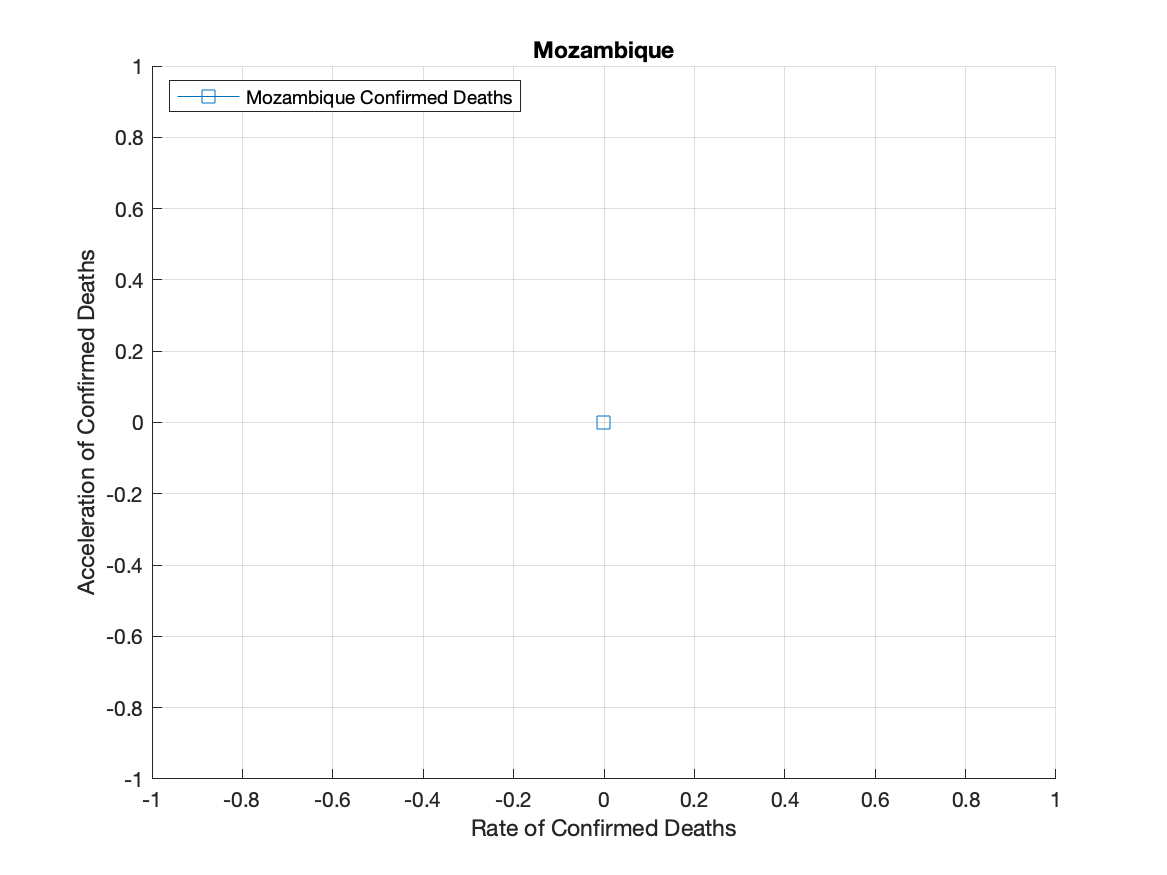 Mozambique
Mozambique Confirmed Deaths
1
0.8
0.6
0.4
0.2
0
-0.2
-0.4
-0.6
-0.8
-1
Acceleration of Confirmed Deaths
-1 -0.8 -0.6 -0.4 -0.2 0 0.2 0.4 0.6 0.8 1
Rate of Confirmed Deaths